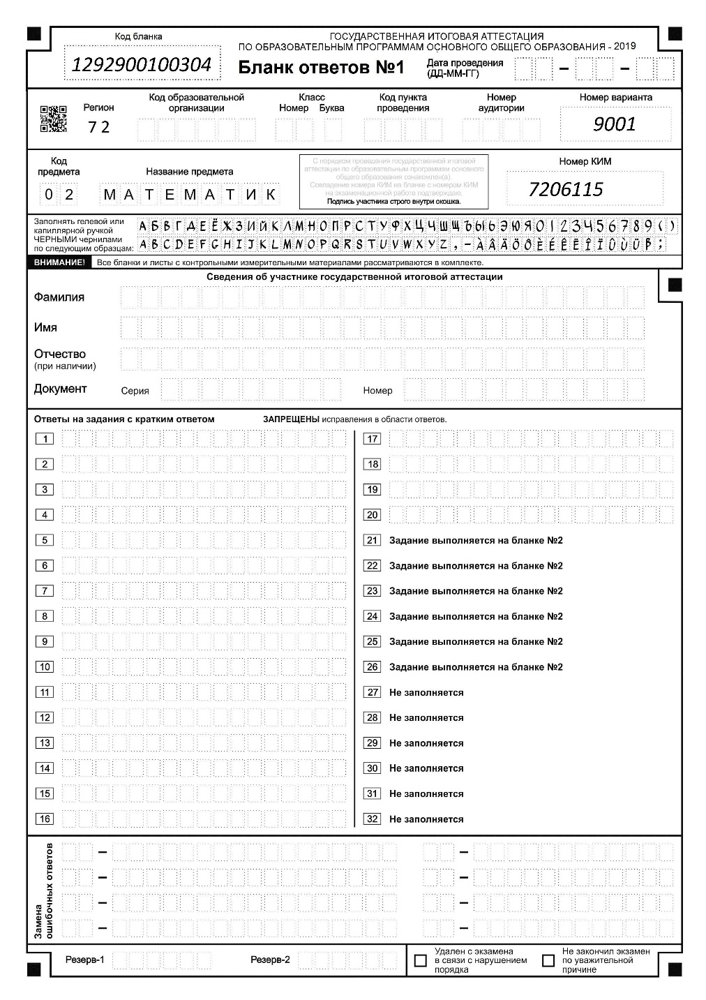 Код бланка
1292900100304
ГОСУДАРСТВЕННАЯ ИТОГОВАЯ АТТЕСТАЦИЯ
ПО ОБРАЗОВАТЕЛЬНЫМ ПРОГРАММАМ ОСНОВНОГО ОБЩЕГО ОБРАЗОВАНИЯ - 2019
Бланк ответов №1
Дата проведения
(ДД-ММ-ГГ)
– –
Регион
72
Код образовательной
организации
Класс
Номер Буква
Код пункта
проведения
Номер
аудитории
Номер варианта
9001
Код
предмета
02
Название предмета
МАТЕМАТИК
С порядком проведения государственной итоговой
аттестации по образовательным программам основного
общего образования ознакомлен(а).
Совпадение номера КИМ на бланке с номером КИМ
на экзаменационной работе подтверждаю.
Подпись участника строго внутри окошка.
Номер КИМ
7206115
Заполнять гелевой или
капиллярной ручкой
ЧЕРНЫМИ чернилами
по следующим образцам:
АБВГДЕЁЖЗИЙКЛМНОПРСТУФХЦЧШЩЪЫЬЭЮЯ0123456789()
ABCDEFGHIJKLMNOPQRSTUVWXYZ,-ÀÂÄÖÔÈÉÊËÎÏÛÙÜß;
ВНИМАНИЕ! Все бланки и листы с контрольными измерительными материалами рассматриваются в комплекте.
Сведения об участнике государственной итоговой аттестации
Фамилия
Имя
Отчество
(при наличии)
Документ Серия Номер
Ответы на задания с кратким ответом ЗАПРЕЩЕНЫ исправления в области ответов.
1
2
3
4
5
6
7
8
9
10
11
12
13
14
15
16
17
18
19
20
21 Задание выполняется на бланке №2
22 Задание выполняется на бланке №2
23 Задание выполняется на бланке №2
24 Задание выполняется на бланке №2
25 Задание выполняется на бланке №2
26 Задание выполняется на бланке №2
27 Не заполняется
28 Не заполняется
29 Не заполняется
30 Не заполняется
31 Не заполняется
32 Не заполняется
Замена
ошибочных ответов
– –
– –
– –
– –
Резерв-1
Резерв-2
Удален с экзамена
в связи с нарушением
порядка
Не закончил экзамен
по уважительной
причине